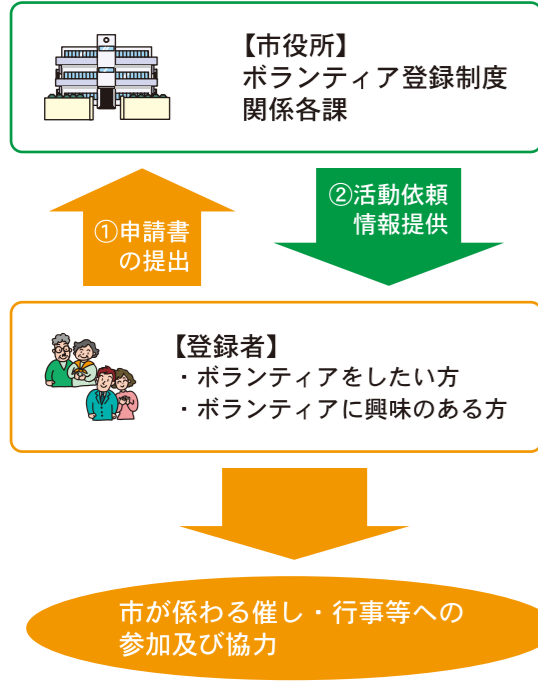 【市役所】
ボランティア登録制度
関係各課
①申請書
の提出
②活動依頼
情報提供
【登録者】
・ボランティアをしたい方
・ボランティアに興味のある方
市が係わる催し・行事等への
参加及び協力